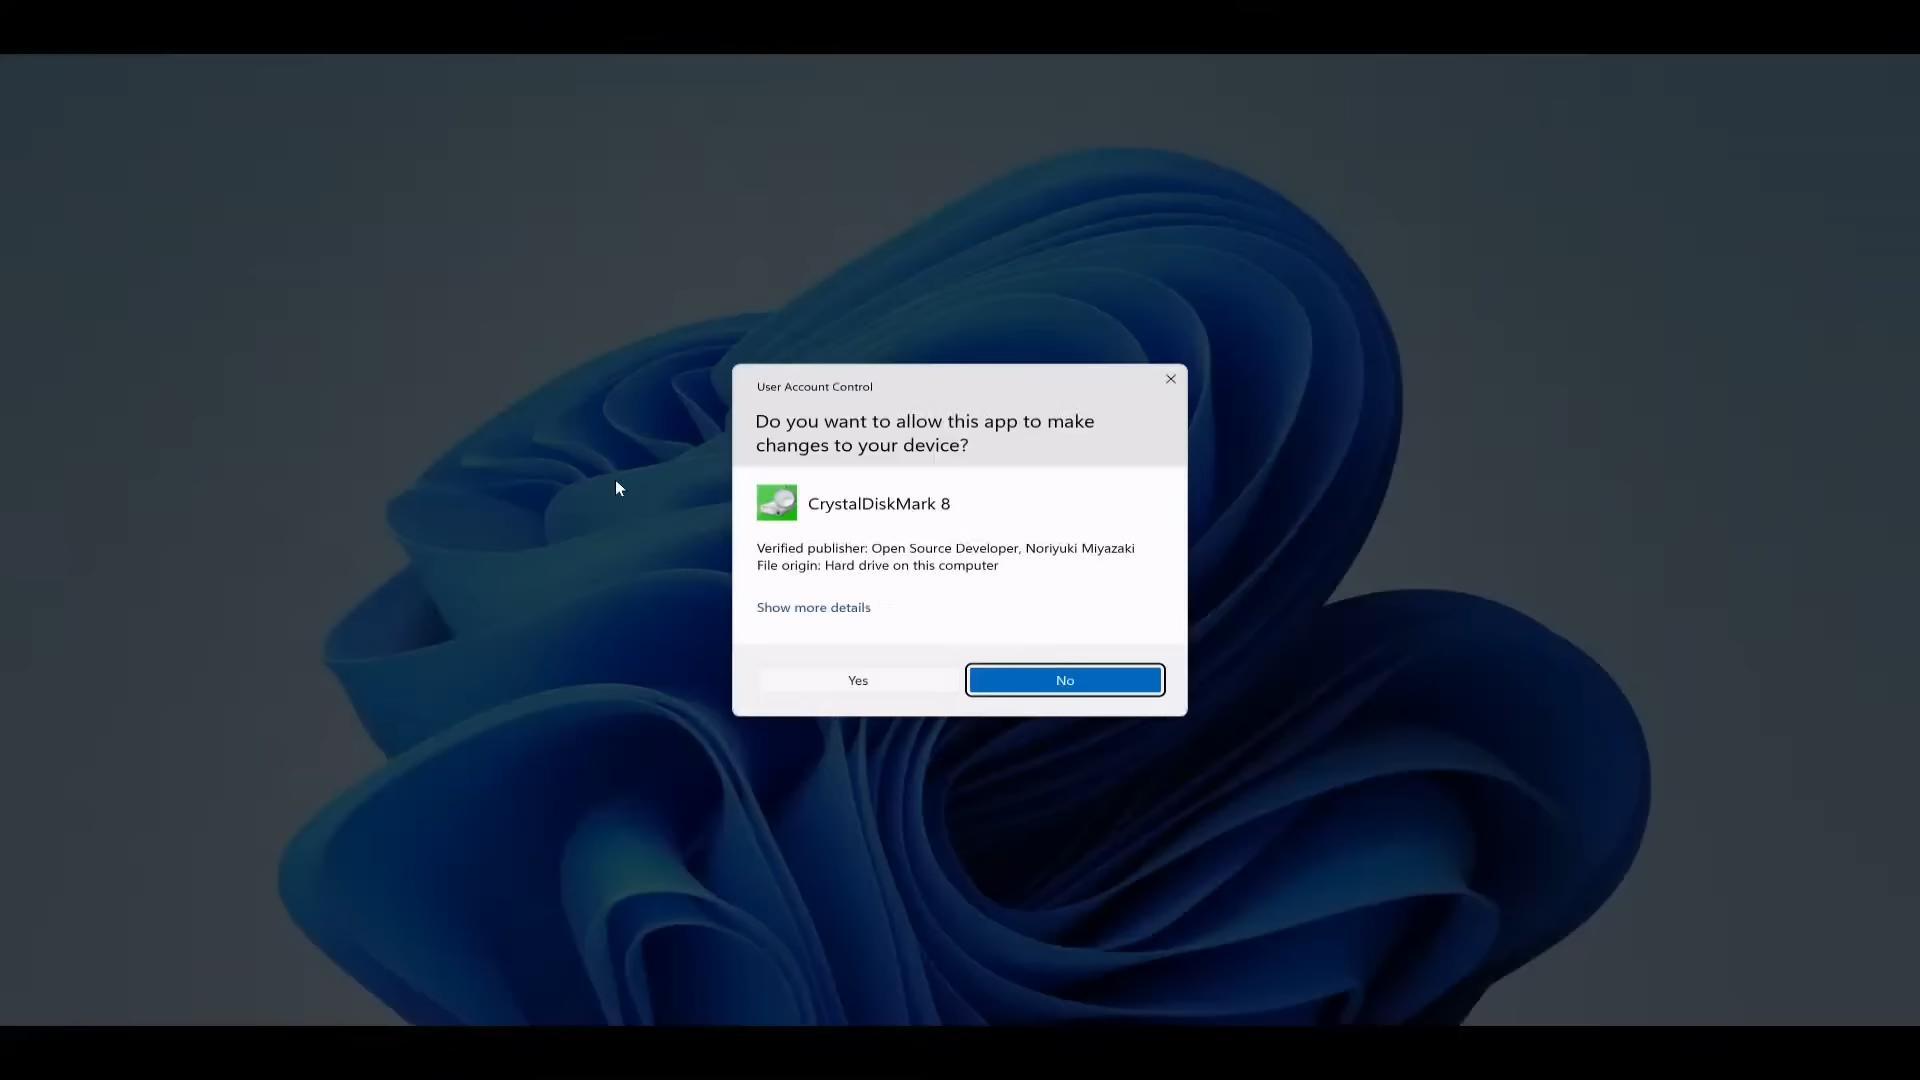 User Account Control
Do you want to allow this app to make
changes to your device?
CrystalDiskMark 8
Verified publisher: Open Source Developer, Noriyuki Miyazaki
File origin: Hard drive on this computer
Show more details
Yes
No